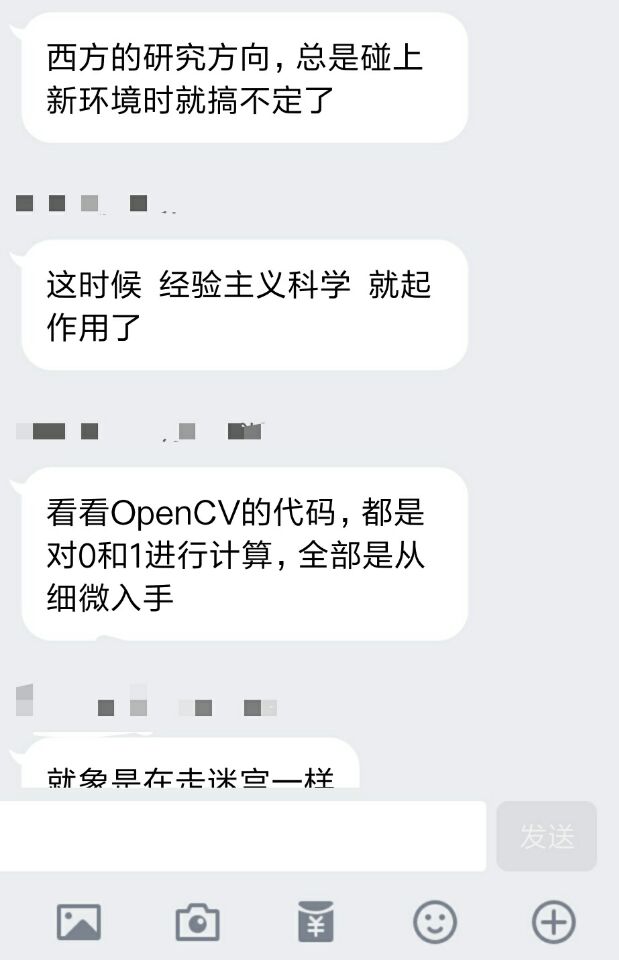 西方的研究方向，总是碰上
新环境时就搞不定了
这时候 经验主义科学 就起
作用了
看看OpenCV的代码，都是
对0和1进行计算，全部是从
细微入手
就象是在走迷宫一样
发送